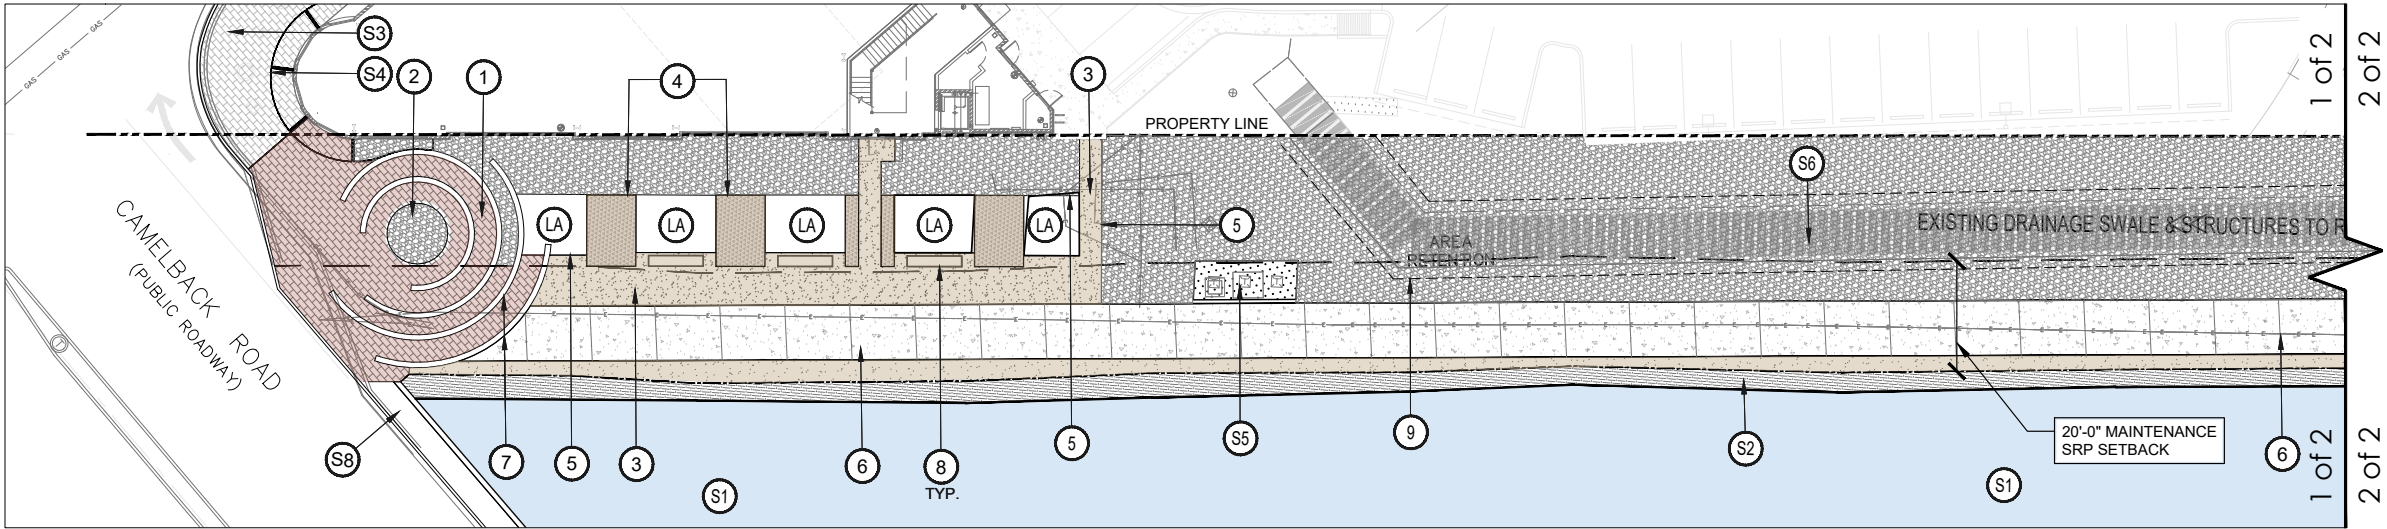 GAS
GAS
GAS
S3
S4
2
1
4
3
1 of 2
2 of 2
PROPERTY LINE
S6
LA
LA
LA
LA
LA
5
EXISTING DRAINAGE SWALE & STRUCTURES TO R
AREA
RETENTION
CAMELBACK ROAD
(PUBLIC ROADWAY)
S8
7
5
3
6
8
TYP.
5
S5
9
S2
20'-0" MAINTENANCE
SRP SETBACK
6
S1
S1
1 of 2
2 of 2